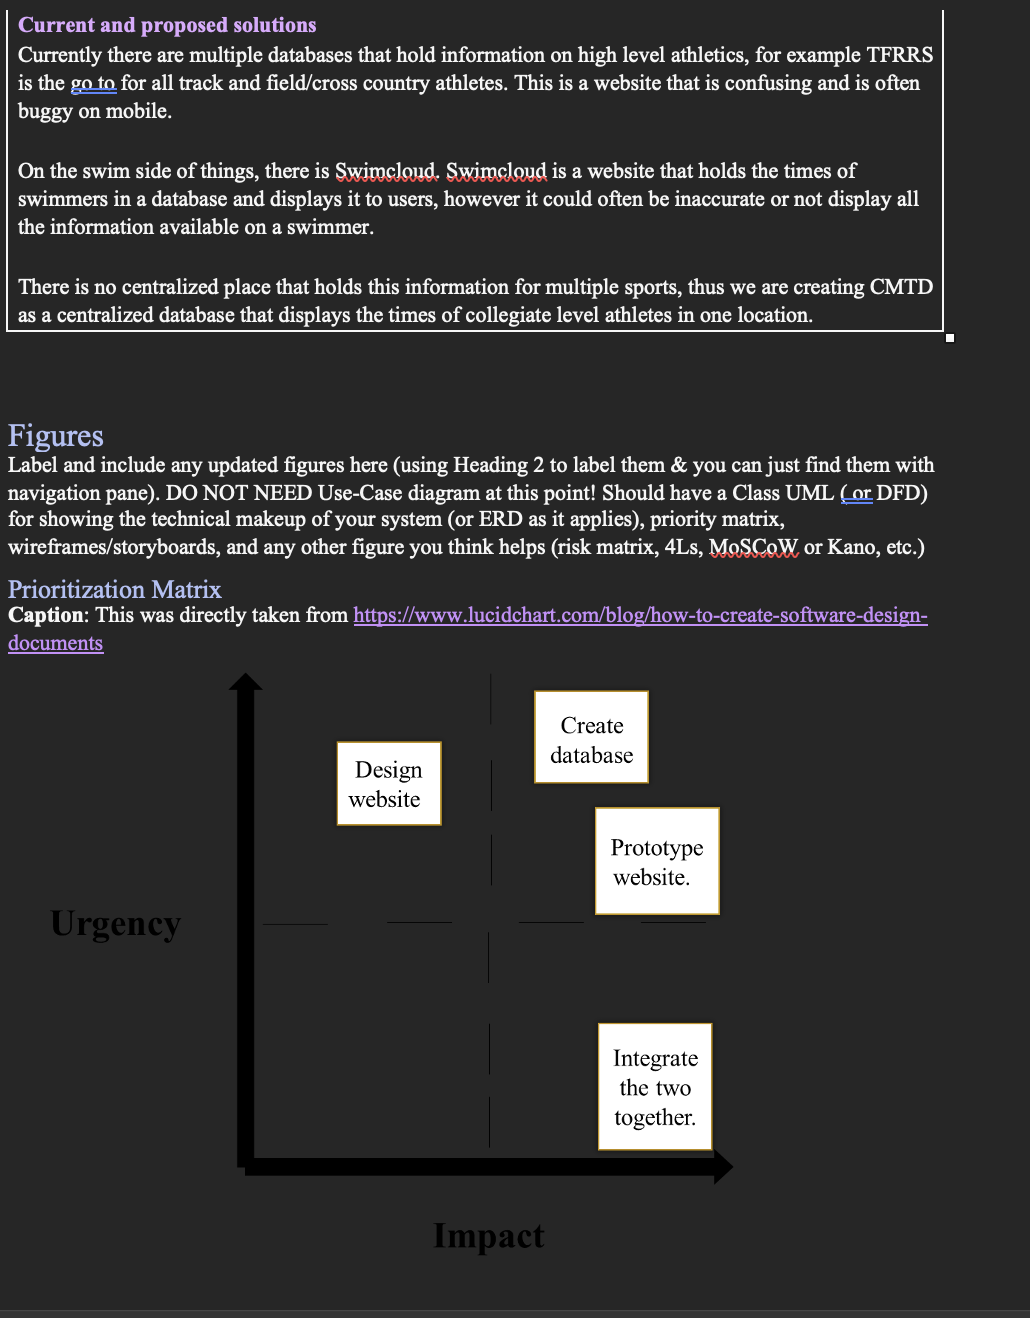 Current and proposed solutions
Currently there are multiple databases that hold information on high level athletics, for example TFRRS
is the go to for all track and field/cross country athletes. This is a website that is confusing and is often
buggy on mobile.
On the swim side of things, there is Swimcloud. Swimcloud is a website that holds the times of
swimmers in a database and displays it to users, however it could often be inaccurate or not display all
the information available on a swimmer.
There is no centralized place that holds this information for multiple sports, thus we are creating CMTD
as a centralized database that displays the times of collegiate level athletes in one location.
Figures
Label and include any updated figures here (using Heading 2 to label them & you can just find them with
navigation pane). DO NOT NEED Use-Case diagram at this point! Should have a Class UML ( or DFD)
for showing the technical makeup of your system (or ERD as it applies), priority matrix,
wireframes/storyboards, and any other figure you think helps (risk matrix, 4Ls, MoSCoW or Kano, etc.)
Prioritization Matrix
Caption: This was directly taken from https://www.lucidchart.com/blog/how-to-create-software-design-
documents
Create
database
Design
website
Prototype
website.
Urgency
Integrate
the two
together.
Impact